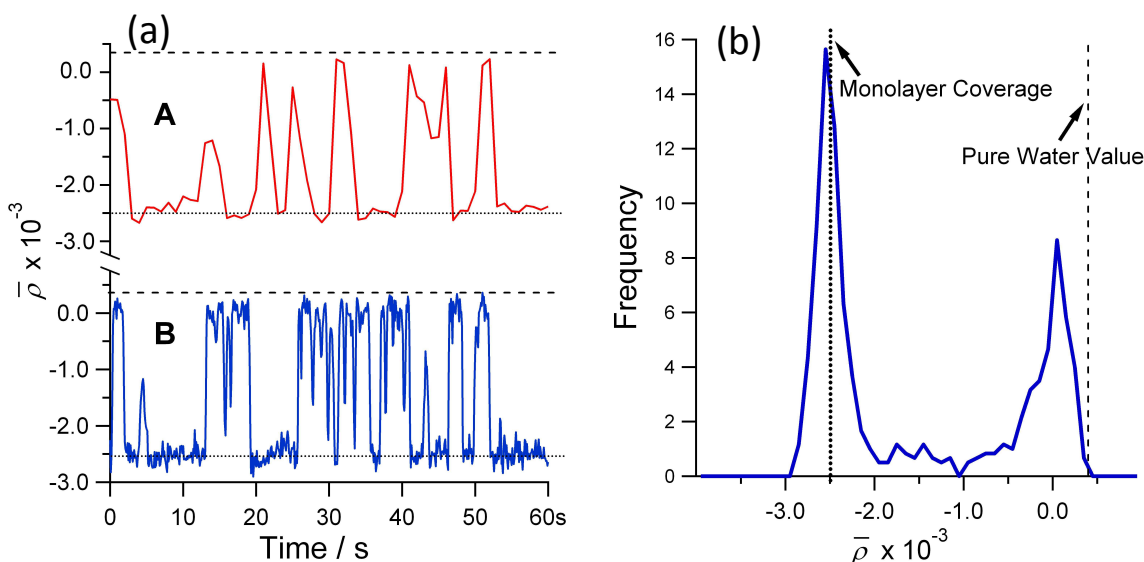 (a)
0.0
-1.0
-2.0
-3.0
A
ρ̅ x 10⁻³
0.0
-1.0
-2.0
-3.0
B
0 10 20 30 40 50 60s
Time / s
(b)
16
14
12
10
8
6
4
2
0
Frequency
Monolayer Coverage
Pure Water Value
-3.0 -2.0 -1.0 0.0
ρ̅ x 10⁻³